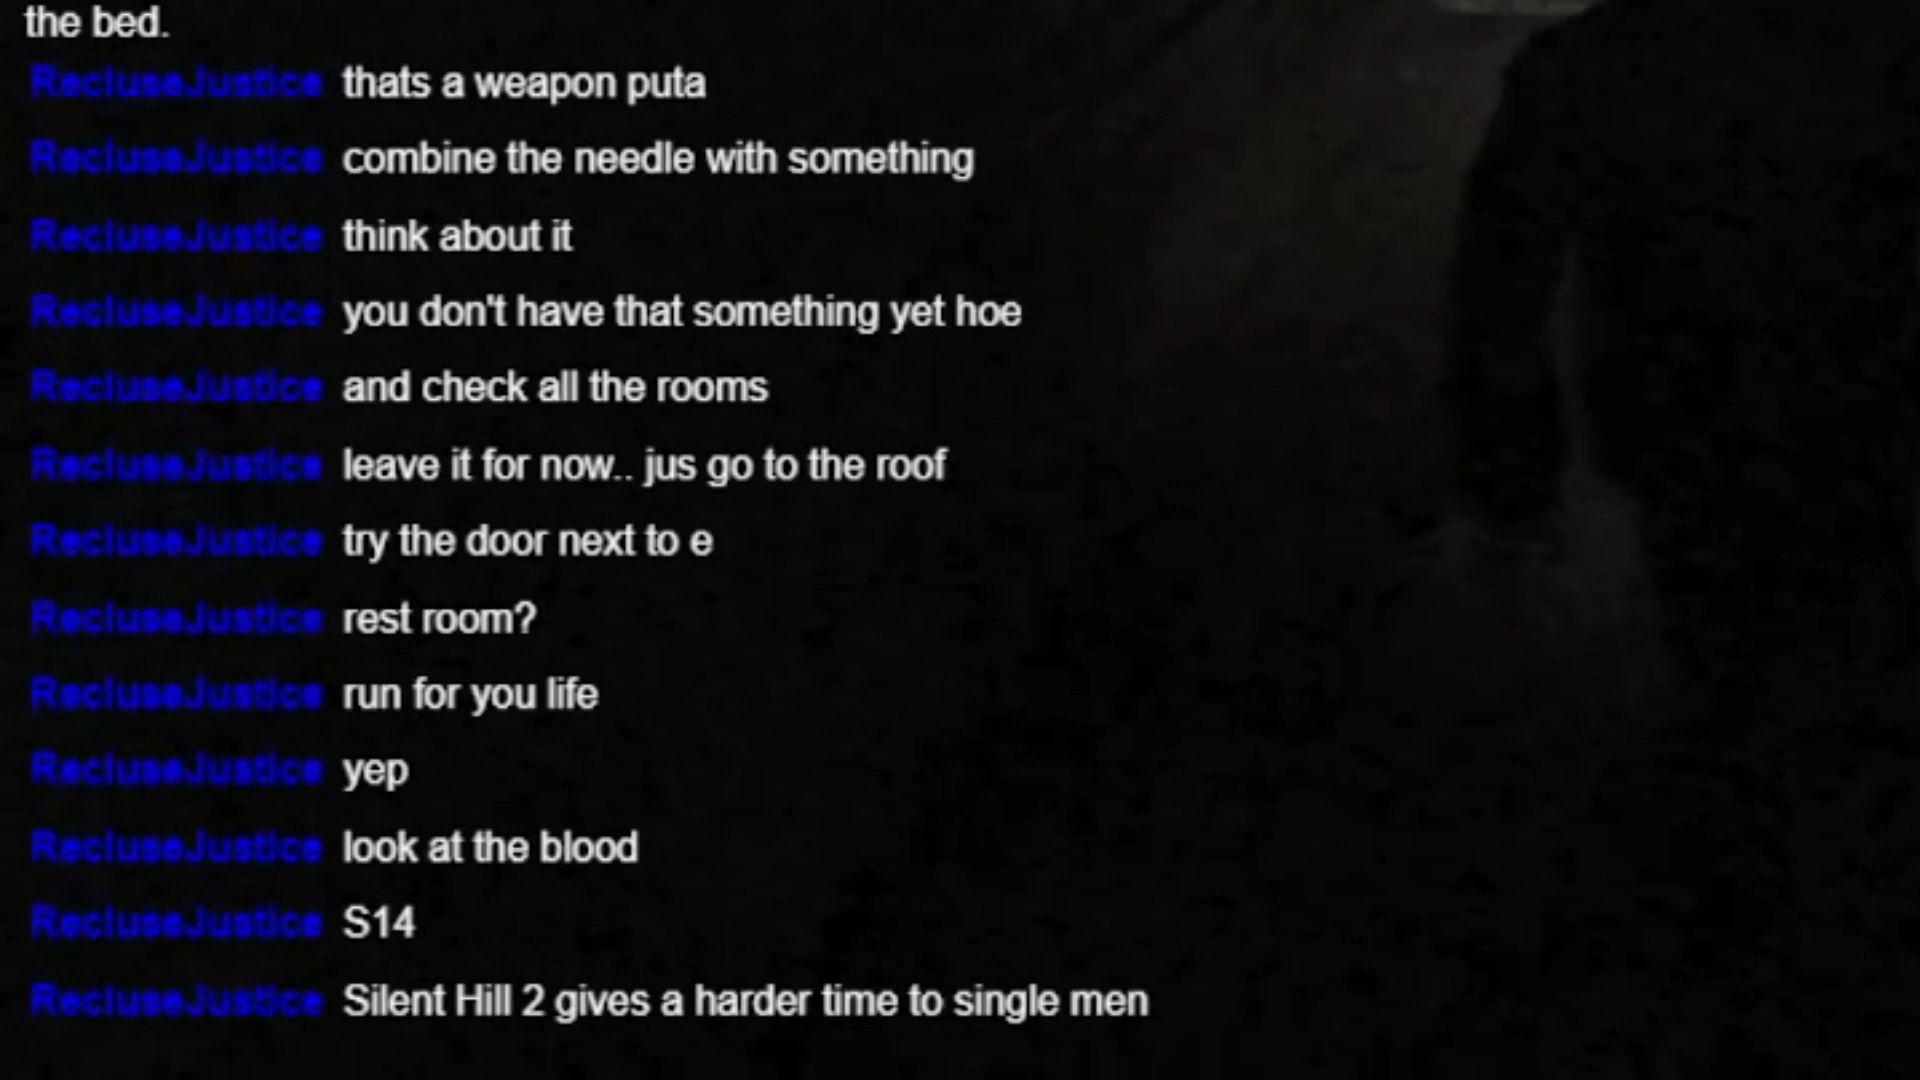 the bed.
RecluseJustice thats a weapon puta
RecluseJustice combine the needle with something
RecluseJustice think about it
RecluseJustice you don't have that something yet hoe
RecluseJustice and check all the rooms
RecluseJustice leave it for now.. jus go to the roof
RecluseJustice try the door next to e
RecluseJustice rest room?
RecluseJustice run for you life
RecluseJustice yep
RecluseJustice look at the blood
RecluseJustice S14
RecluseJustice Silent Hill 2 gives a harder time to single men